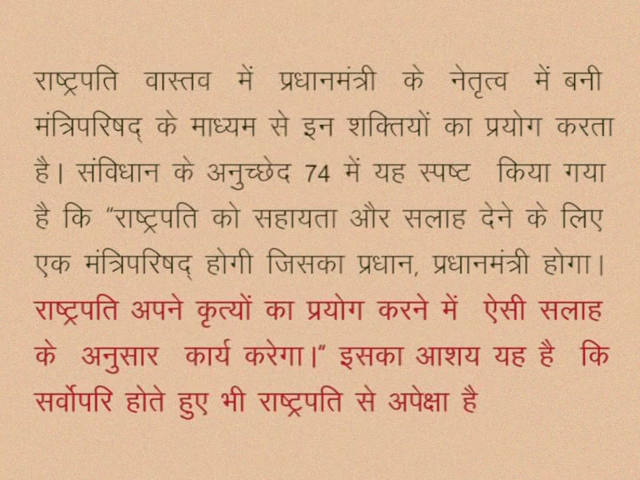 राष्ट्रपति वास्तव में प्रधानमंत्री के नेतृत्व में बनी
मंत्रिपरिषद् के माध्यम से इन शक्तियों का प्रयोग करता
है। संविधान के अनुच्छेद 74 में यह स्पष्ट किया गया
है कि “राष्ट्रपति को सहायता और सलाह देने के लिए
एक मंत्रिपरिषद् होगी जिसका प्रधान, प्रधानमंत्री होगा।
राष्ट्रपति अपने कृत्यों का प्रयोग करने में ऐसी सलाह
के अनुसार कार्य करेगा।” इसका आशय यह है कि
सर्वोपरि होते हुए भी राष्ट्रपति से अपेक्षा है